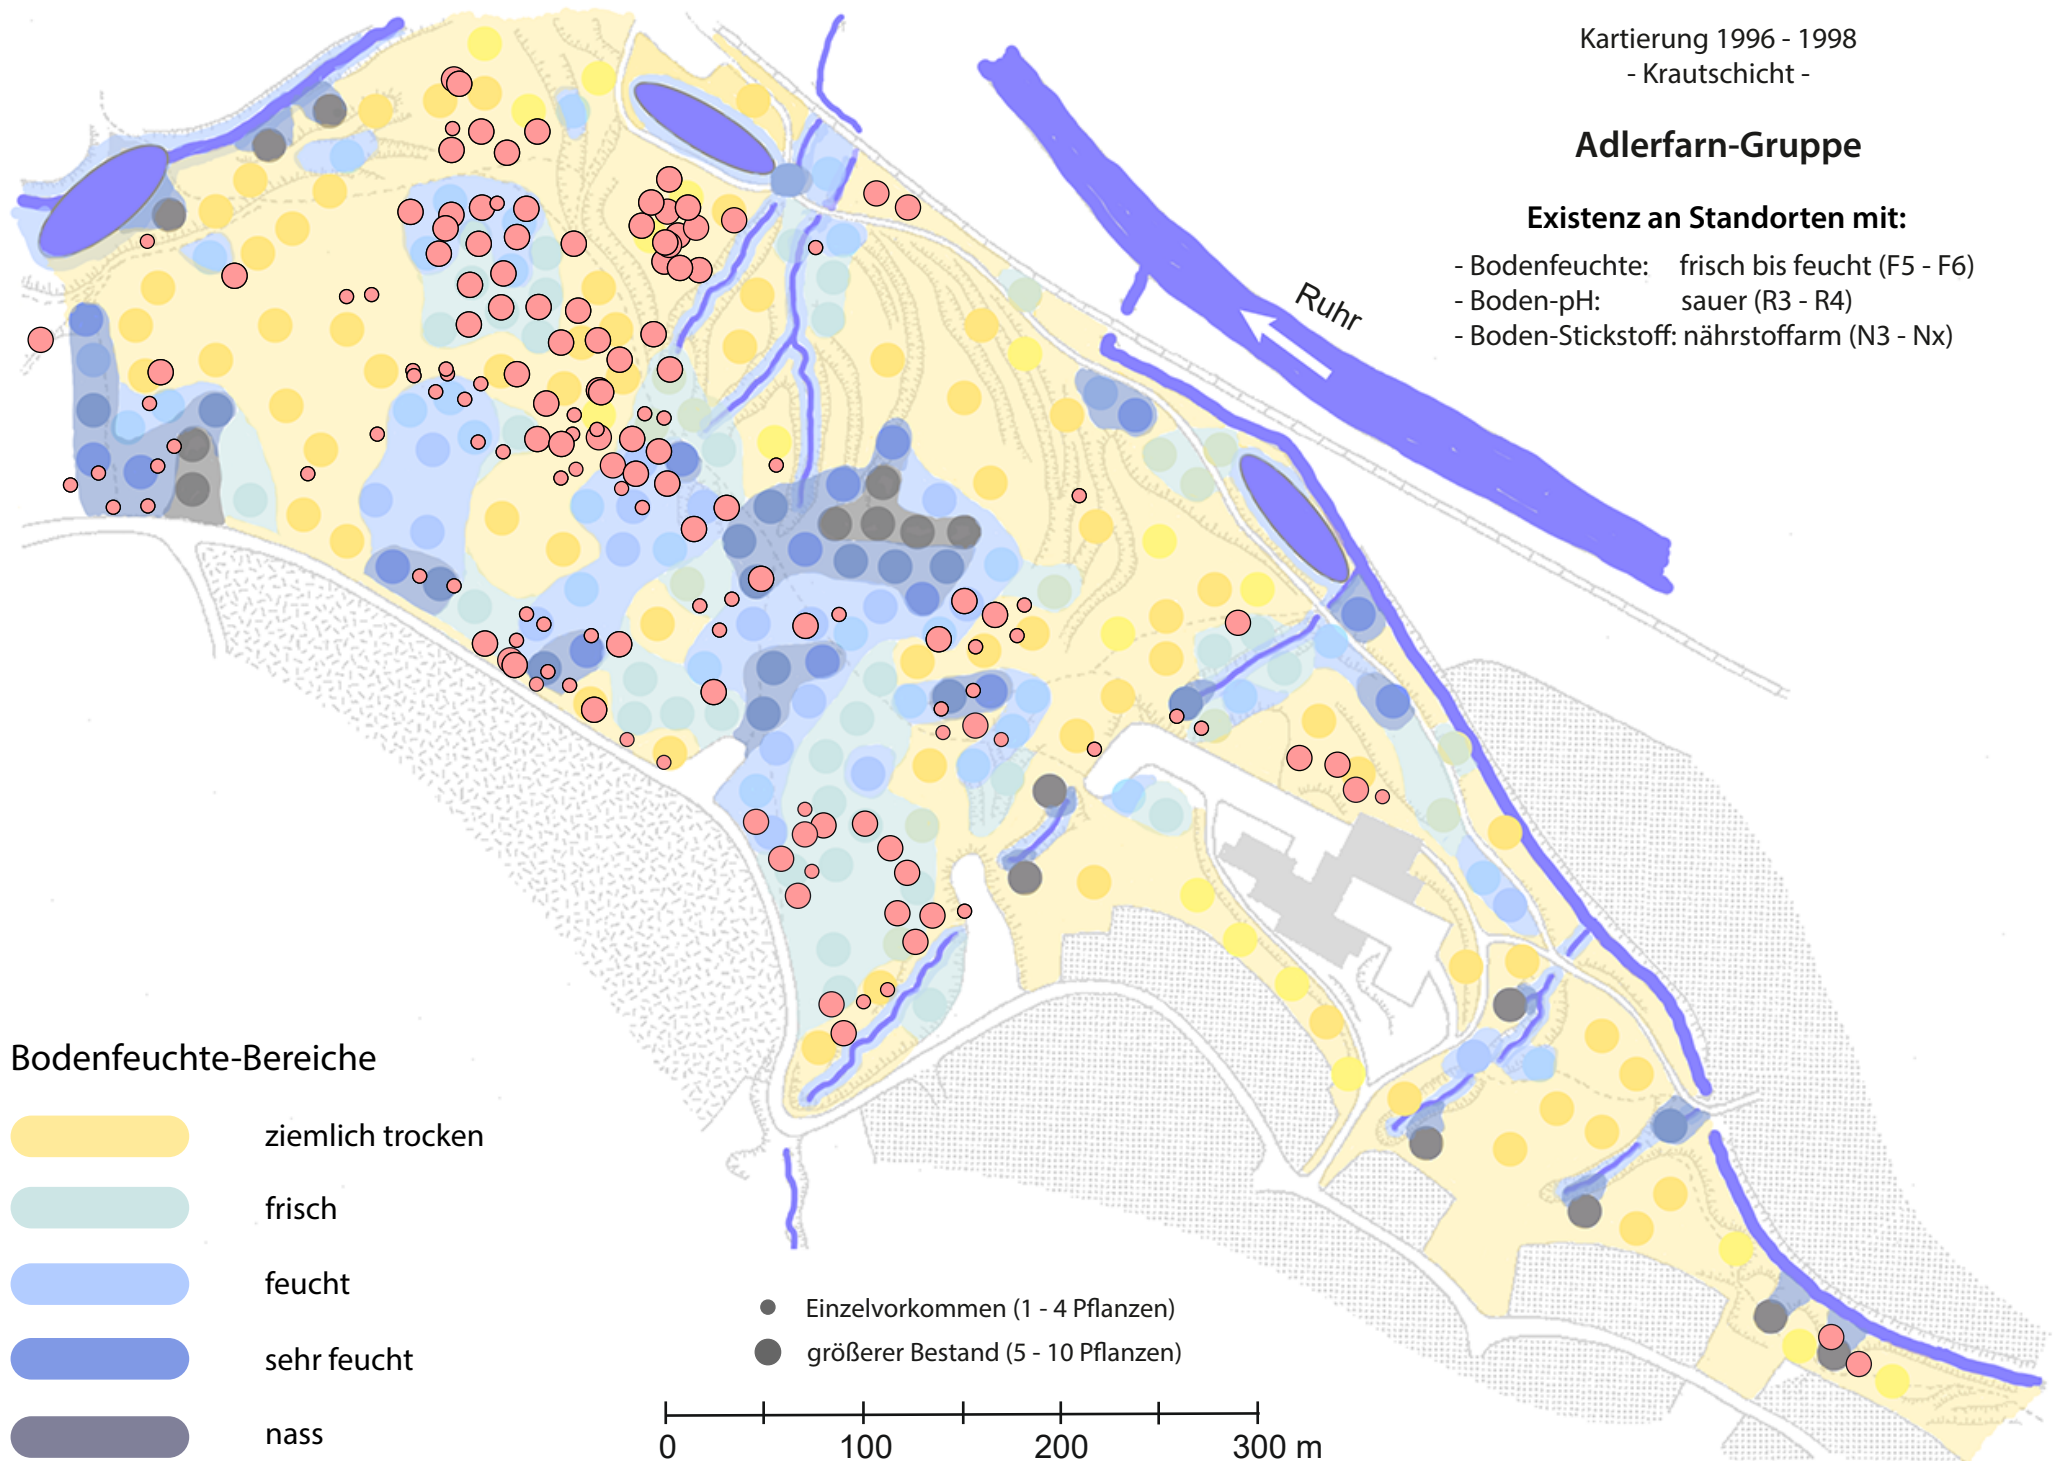 Kartierung 1996 - 1998
- Krautschicht -
Adlerfarn-Gruppe
Existenz an Standorten mit:
- Bodenfeuchte: frisch bis feucht (F5 - F6)
- Boden-pH: sauer (R3 - R4)
- Boden-Stickstoff: nährstoffarm (N3 - Nx)
Ruhr
Bodenfeuchte-Bereiche
ziemlich trocken
frisch
feucht
sehr feucht
nass
Einzelvorkommen (1 - 4 Pflanzen)
größerer Bestand (5 - 10 Pflanzen)
0 100 200 300 m